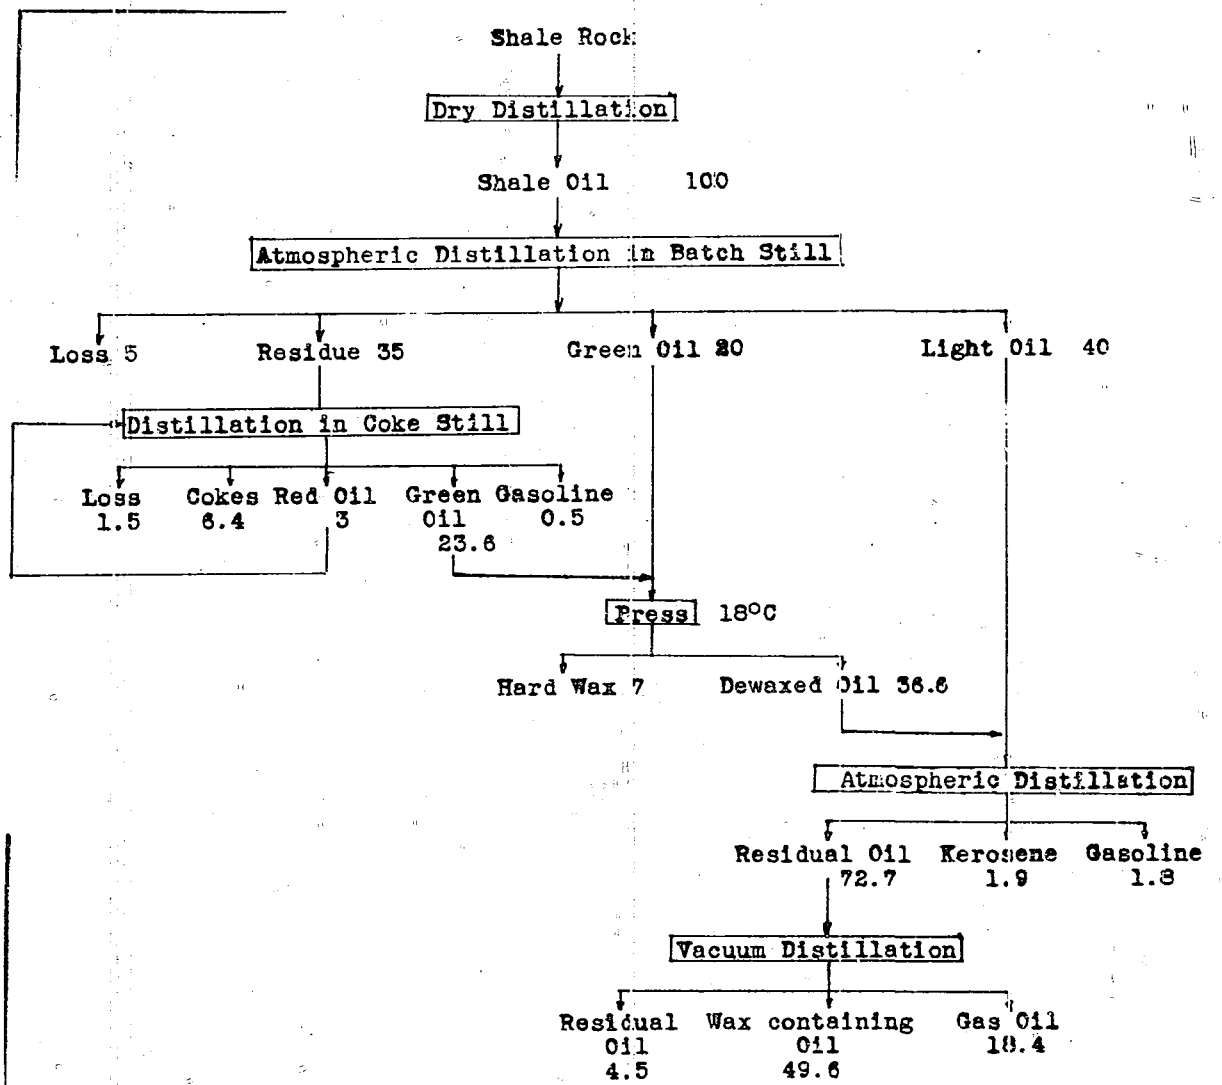 Shale Rock
Dry Distillation
Shale Oil 100
Atmospheric Distillation in Batch Still
Loss 5 Residue 35 Green Oil 20 Light Oil 40
Distillation in Coke Still
Loss Cokes Red Oil Green Gasoline
1.5 6.4 3 Oil 0.5
23.6
Press 18°C
Hard Wax 7 Dewaxed Oil 36.6
Atmospheric Distillation
Residual Oil Kerosene Gasoline
72.7 1.9 1.8
Vacuum Distillation
Residual Wax containing Gas Oil
Oil Oil 18.4
4.5 49.6